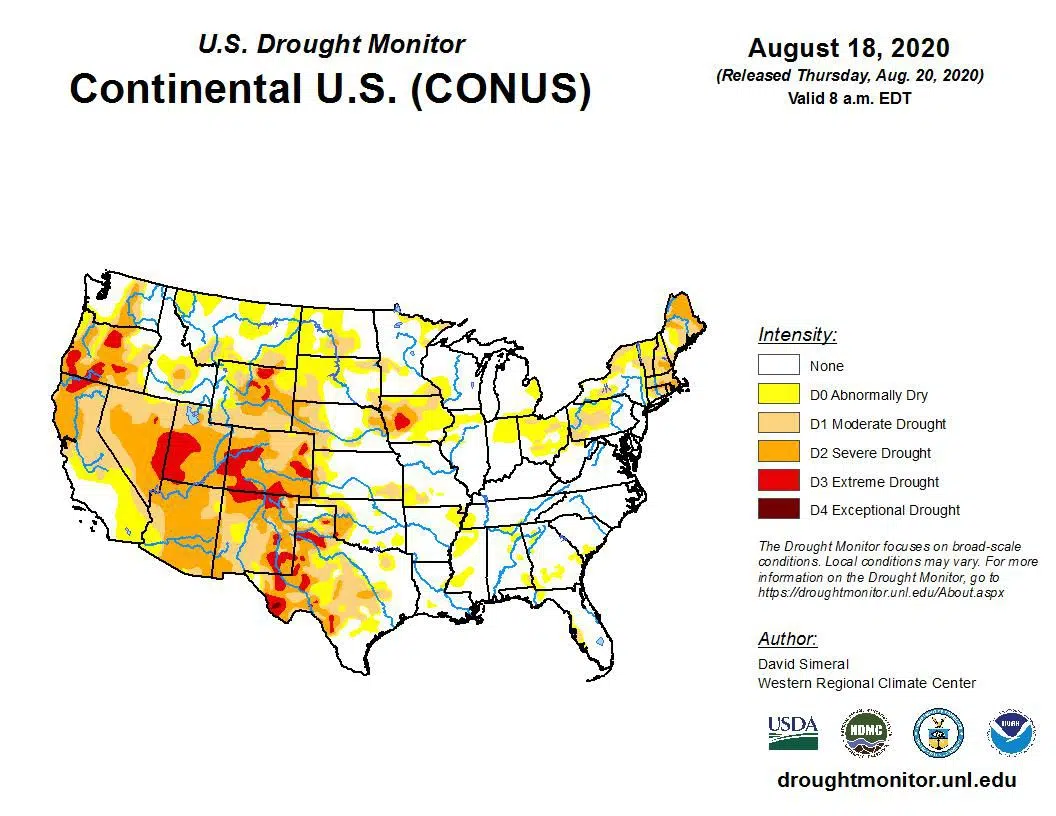 U.S. Drought Monitor
Continental U.S. (CONUS)
August 18, 2020
(Released Thursday, Aug. 20, 2020)
Valid 8 a.m. EDT
Intensity:
None
D0 Abnormally Dry
D1 Moderate Drought
D2 Severe Drought
D3 Extreme Drought
D4 Exceptional Drought
The Drought Monitor focuses on broad-scale
conditions. Local conditions may vary. For more
information on the Drought Monitor, go to
https://droughtmonitor.unl.edu/About.aspx
Author:
David Simeral
Western Regional Climate Center
USDA
NDMC
NOAA
droughtmonitor.unl.edu